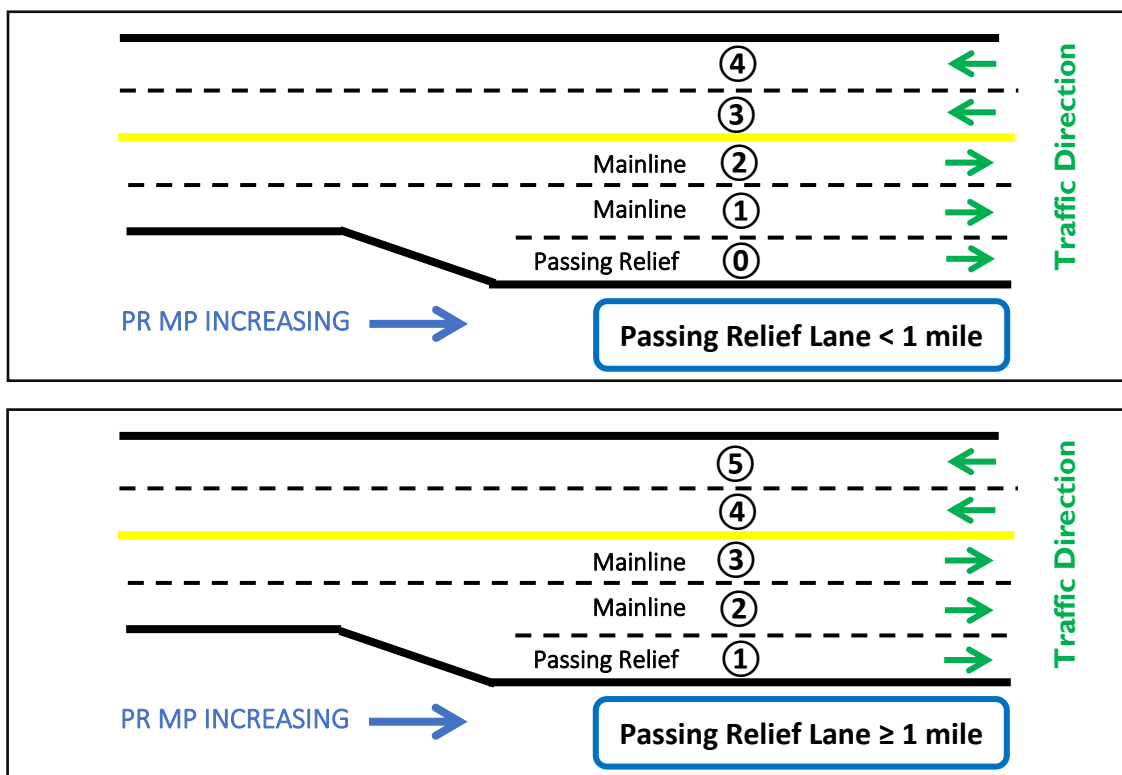 ④
③
Mainline ②
Mainline ①
Passing Relief ⓪
PR MP INCREASING
Passing Relief Lane < 1 mile
Traffic Direction
⑤
④
Mainline ③
Mainline ②
Passing Relief ①
PR MP INCREASING
Passing Relief Lane ≥ 1 mile
Traffic Direction